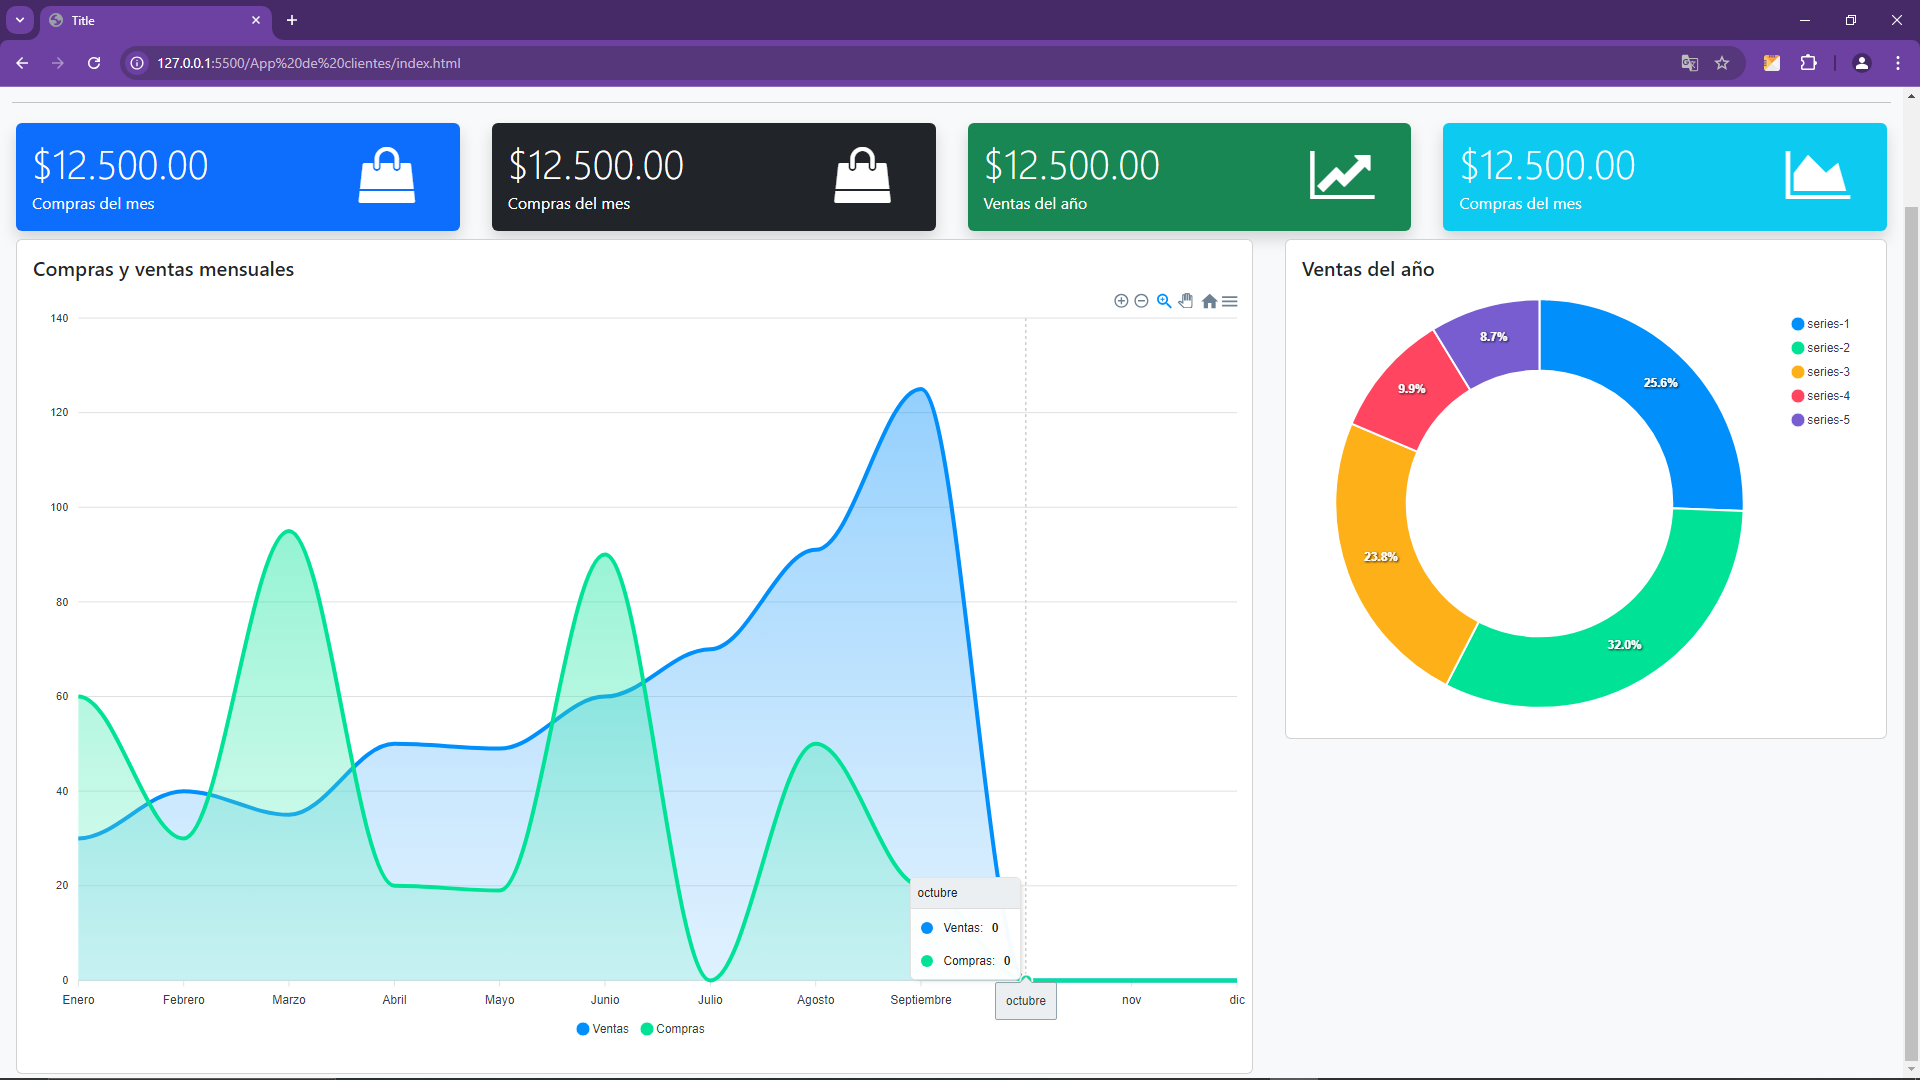 Title
127.0.0.1:5500/App%20de%20clientes/index.html
$12.500.00
Compras del mes
$12.500.00
Compras del mes
$12.500.00
Ventas del año
$12.500.00
Compras del mes
Compras y ventas mensuales
140
120
100
80
60
40
20
0
Enero Febrero Marzo Abril Mayo Junio Julio Agosto Septiembre octubre nov dic
octubre
Ventas: 0
Compras: 0
Ventas Compras
Ventas del año
8.7%
25.6%
9.9%
23.8%
32.0%
series-1
series-2
series-3
series-4
series-5